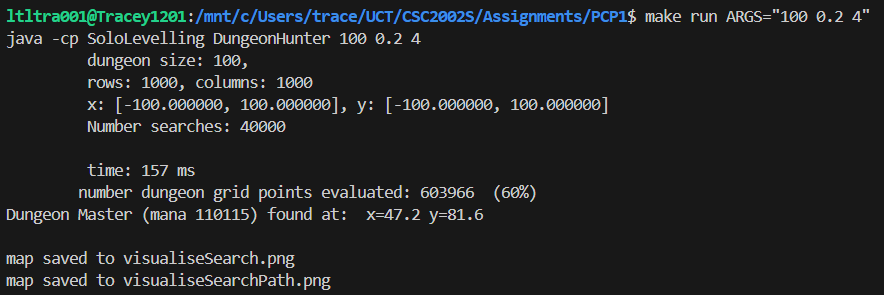 ltltra001@Tracey1201:/mnt/c/Users/trace/UCT/CSC2002S/Assignments/PCP1$ make run ARGS="100 0.2 4"
java -cp SoloLevelling DungeonHunter 100 0.2 4
dungeon size: 100,
rows: 1000, columns: 1000
x: [-100.000000, 100.000000], y: [-100.000000, 100.000000]
Number searches: 40000
time: 157 ms
number dungeon grid points evaluated: 603966  (60%)
Dungeon Master (mana 110115) found at:  x=47.2 y=81.6
map saved to visualiseSearch.png
map saved to visualiseSearchPath.png